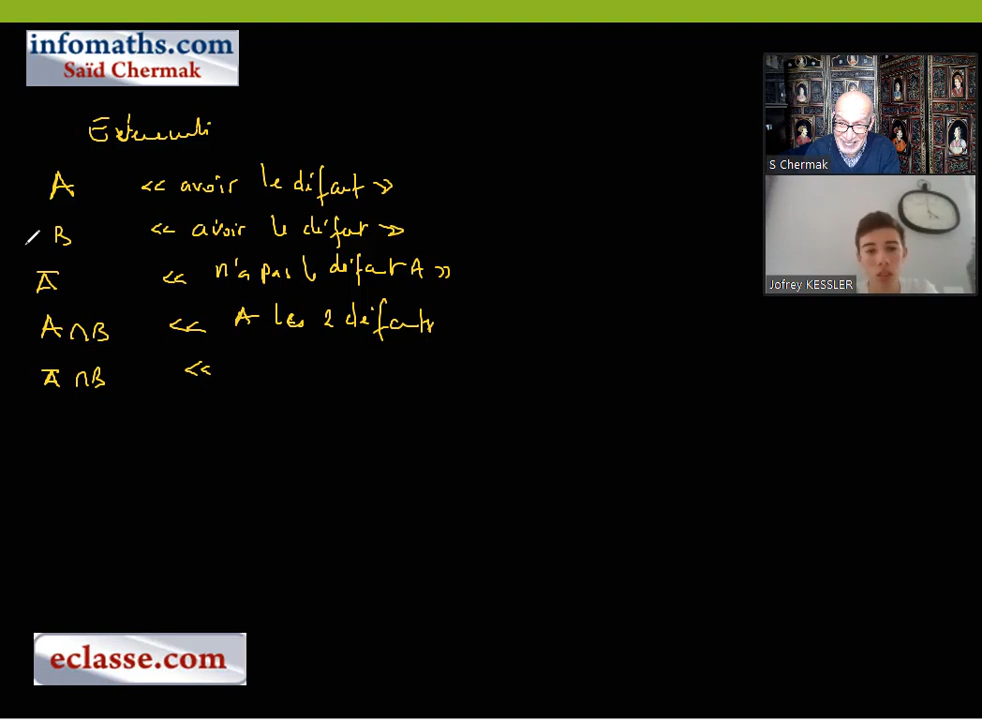 infomaths.com
Saïd Chermak
A << avoir le défaut >>
B << avoir le défaut >>
A̅ << n'a pas le défaut A >>
A∩B << A les 2 défauts
A̅ ∩B <<
S Chermak
Jofrey KESSLER
eclasse.com